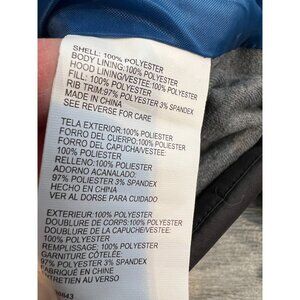 SHELL: 100% POLYESTER
BODY LINING: 100% POLYESTER
HOOD LINING/VESTEE: 100% POLYESTER
FILL: 100% POLYESTER
RIB TRIM: 97% POLYESTER 3% SPANDEX
MADE IN CHINA
SEE REVERSE FOR CARE
TELA EXTERIOR: 100% POLIESTER
FORRO DEL CUERPO: 100% POLIESTER
FORRO DEL CAPUCHA/VESTEE:
100% POLIESTER
RELLENO: 100% POLIESTER
ADORNO ACANALADO:
97% POLIESTER 3% SPANDEX
HECHO EN CHINA
VER AL DORSE PARA CUIDADO
EXTERIEUR: 100% POLYESTER
DOUBLURE DE CORPS: 100% POLYESTER
DOUBLURE DE LA CAPUCHE/VESTEE:
100% POLYESTER
REMPLISSAGE: 100% POLYESTER
GARNITURE CÔTELÉE:
97% POLYESTER 3% SPANDEX
FABRIQUE EN CHINE
ENTRETIEN AU VERSO